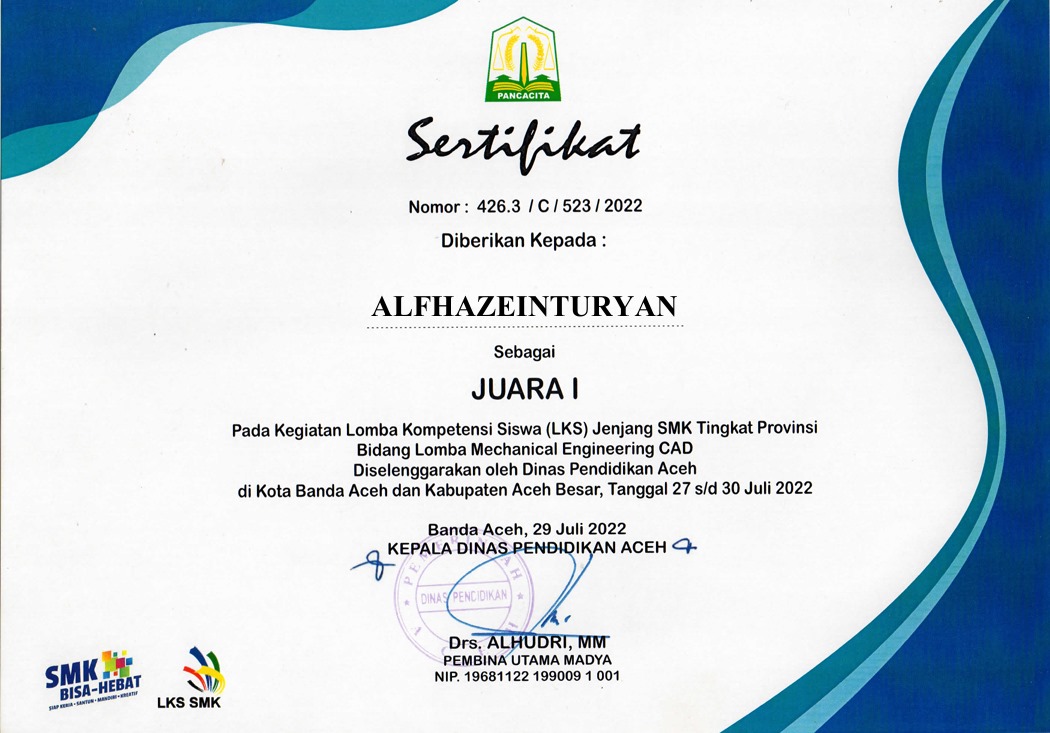 PANCACITA
Sertifikat
Nomor : 426.3 / C / 523 / 2022
Diberikan Kepada :
ALFHAZEINTURYAN
Sebagai
JUARA I
Pada Kegiatan Lomba Kompetensi Siswa (LKS) Jenjang SMK Tingkat Provinsi
Bidang Lomba Mechanical Engineering CAD
Diselenggarakan oleh Dinas Pendidikan Aceh
di Kota Banda Aceh dan Kabupaten Aceh Besar, Tanggal 27 s/d 30 Juli 2022
Banda Aceh, 29 Juli 2022
KEPALA DINAS PENDIDIKAN ACEH
PEMERINTAH
DINAS PENCIDIKAN
Drs. ALHUDRI, MM
PEMBINA UTAMA MADYA
NIP. 19681122 199009 1 001
SMK
BISA-HEBAT
SIAP KERJA • SANTUN • MANDIRI • KREATIF
LKS SMK